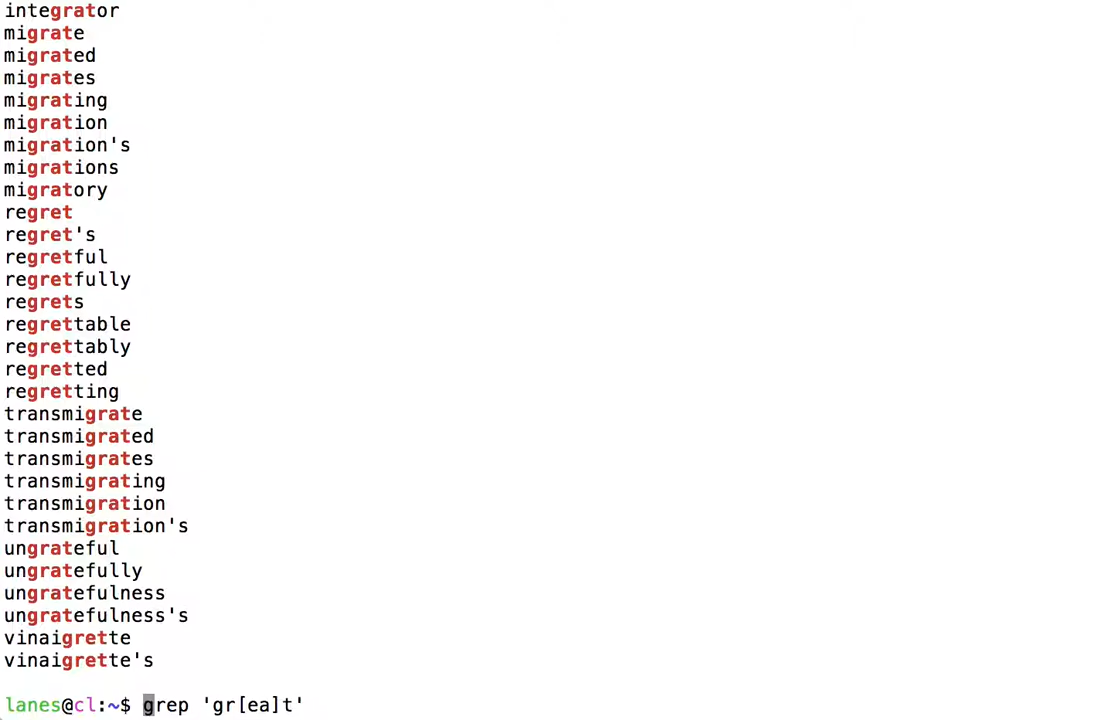 integrator
migrate
migrated
migrates
migrating
migration
migration's
migrations
migratory
regret
regret's
regretful
regretfully
regrets
regrettable
regrettably
regretted
regretting
transmigrate
transmigrated
transmigrates
transmigrating
transmigration
transmigration's
ungrateful
ungratefully
ungratefulness
ungratefulness's
vinaigrette
vinaigrette's
lanes@cl:~$ grep 'gr[ea]t'